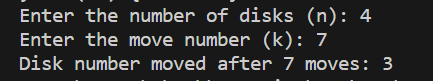 Enter the number of disks (n): 4
Enter the move number (k): 7
Disk number moved after 7 moves: 3